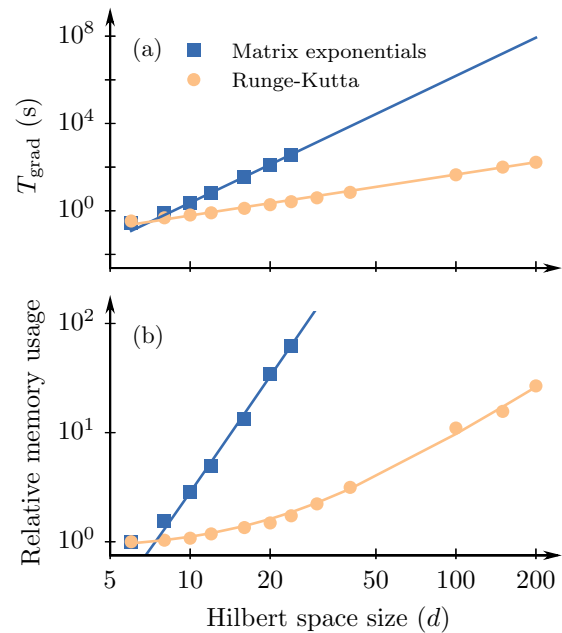 (a)
Matrix exponentials
Runge-Kutta
10^8
10^4
10^0
T_grad (s)
(b)
10^2
10^1
10^0
Relative memory usage
5 10 20 50 100 200
Hilbert space size (d)